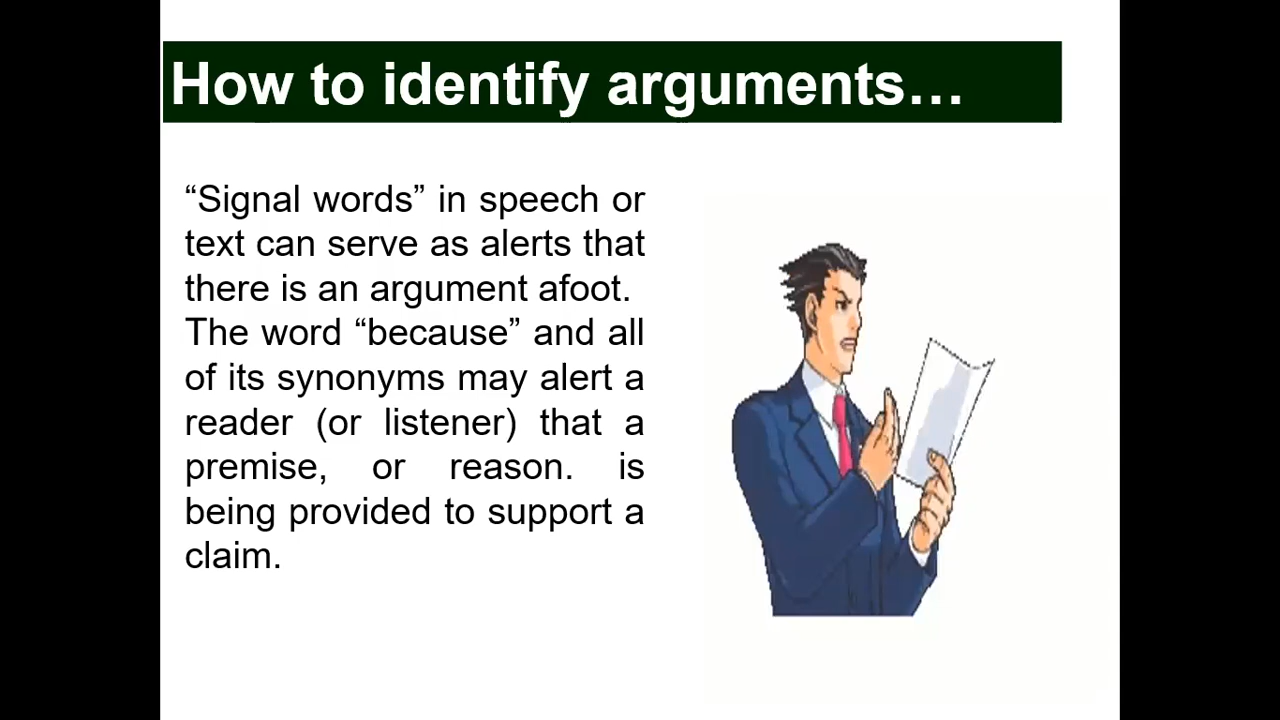 How to identify arguments…
“Signal words” in speech or
text can serve as alerts that
there is an argument afoot.
The word “because” and all
of its synonyms may alert a
reader (or listener) that a
premise, or reason. is
being provided to support a
claim.